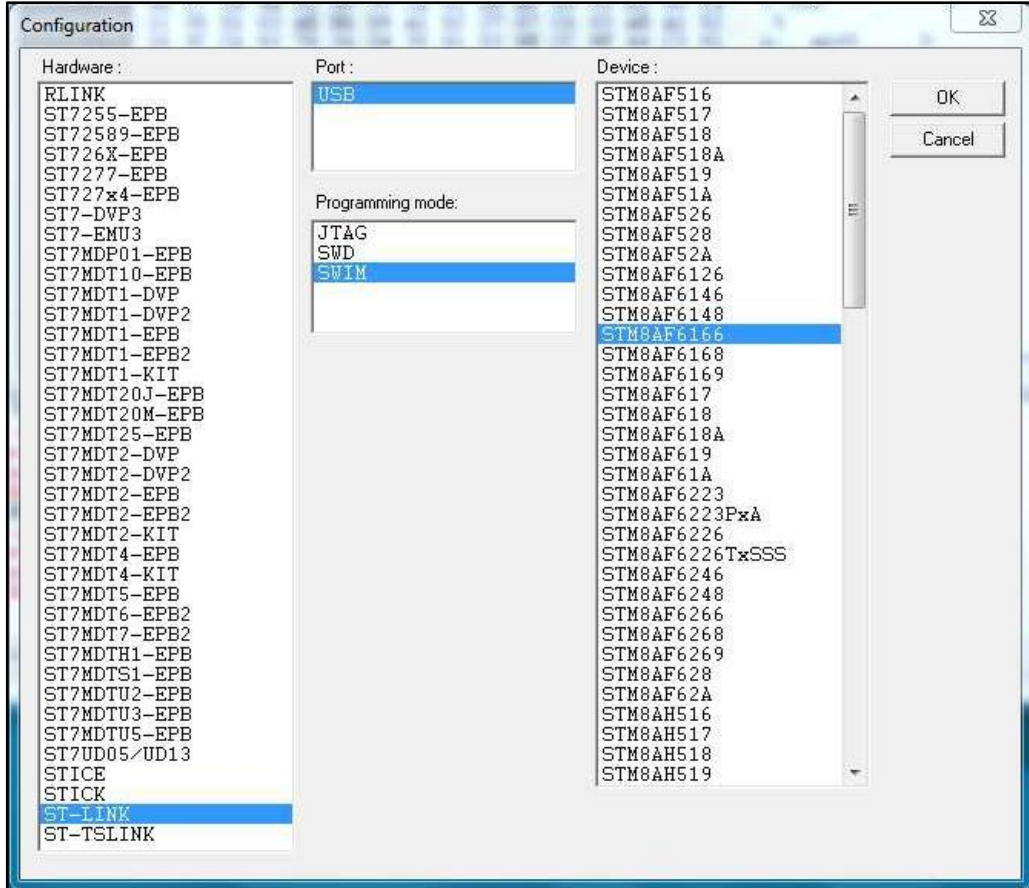 Configuration
Hardware :
RLINK
ST7255-EPB
ST72589-EPB
ST726X-EPB
ST7277-EPB
ST727x4-EPB
ST7-DVP3
ST7-EMU3
ST7MDP01-EPB
ST7MDT10-EPB
ST7MDT1-DVP
ST7MDT1-DVP2
ST7MDT1-EPB
ST7MDT1-EPB2
ST7MDT1-KIT
ST7MDT20J-EPB
ST7MDT20M-EPB
ST7MDT25-EPB
ST7MDT2-DVP
ST7MDT2-DVP2
ST7MDT2-EPB
ST7MDT2-EPB2
ST7MDT2-KIT
ST7MDT4-EPB
ST7MDT4-KIT
ST7MDT5-EPB
ST7MDT6-EPB2
ST7MDT7-EPB2
ST7MDTH1-EPB
ST7MDTS1-EPB
ST7MDTU2-EPB
ST7MDTU3-EPB
ST7MDTU5-EPB
ST7UD05/UD13
STICE
STICK
ST-LINK
ST-TSLINK
Port :
USB
Programming mode:
JTAG
SWD
SWIM
Device :
STM8AF516
STM8AF517
STM8AF518
STM8AF518A
STM8AF519
STM8AF51A
STM8AF526
STM8AF528
STM8AF52A
STM8AF6126
STM8AF6146
STM8AF6148
STM8AF6166
STM8AF6168
STM8AF6169
STM8AF617
STM8AF618
STM8AF618A
STM8AF619
STM8AF61A
STM8AF6223
STM8AF6223PxA
STM8AF6226
STM8AF6226TxSSS
STM8AF6246
STM8AF6248
STM8AF6266
STM8AF6268
STM8AF6269
STM8AF628
STM8AF62A
STM8AH516
STM8AH517
STM8AH518
STM8AH519
OK
Cancel